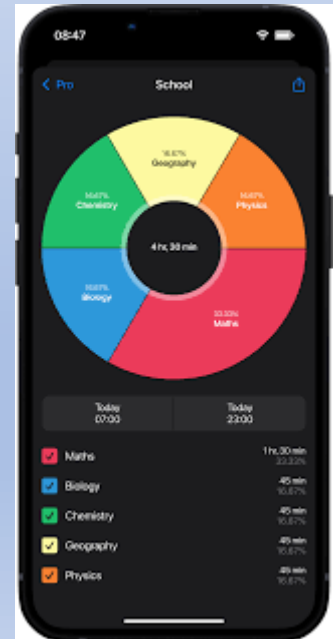 08:47
Pro
School
16.67%
Geography
16.67%
Chemistry
16.67%
Physics
4 hr, 30 min
16.67%
Biology
33.33%
Maths
Today
07:00
Today
23:00
Maths
1 hr, 30 min
33.33%
Biology
45 min
16.67%
Chemistry
45 min
16.67%
Geography
45 min
16.67%
Physics
45 min
16.67%